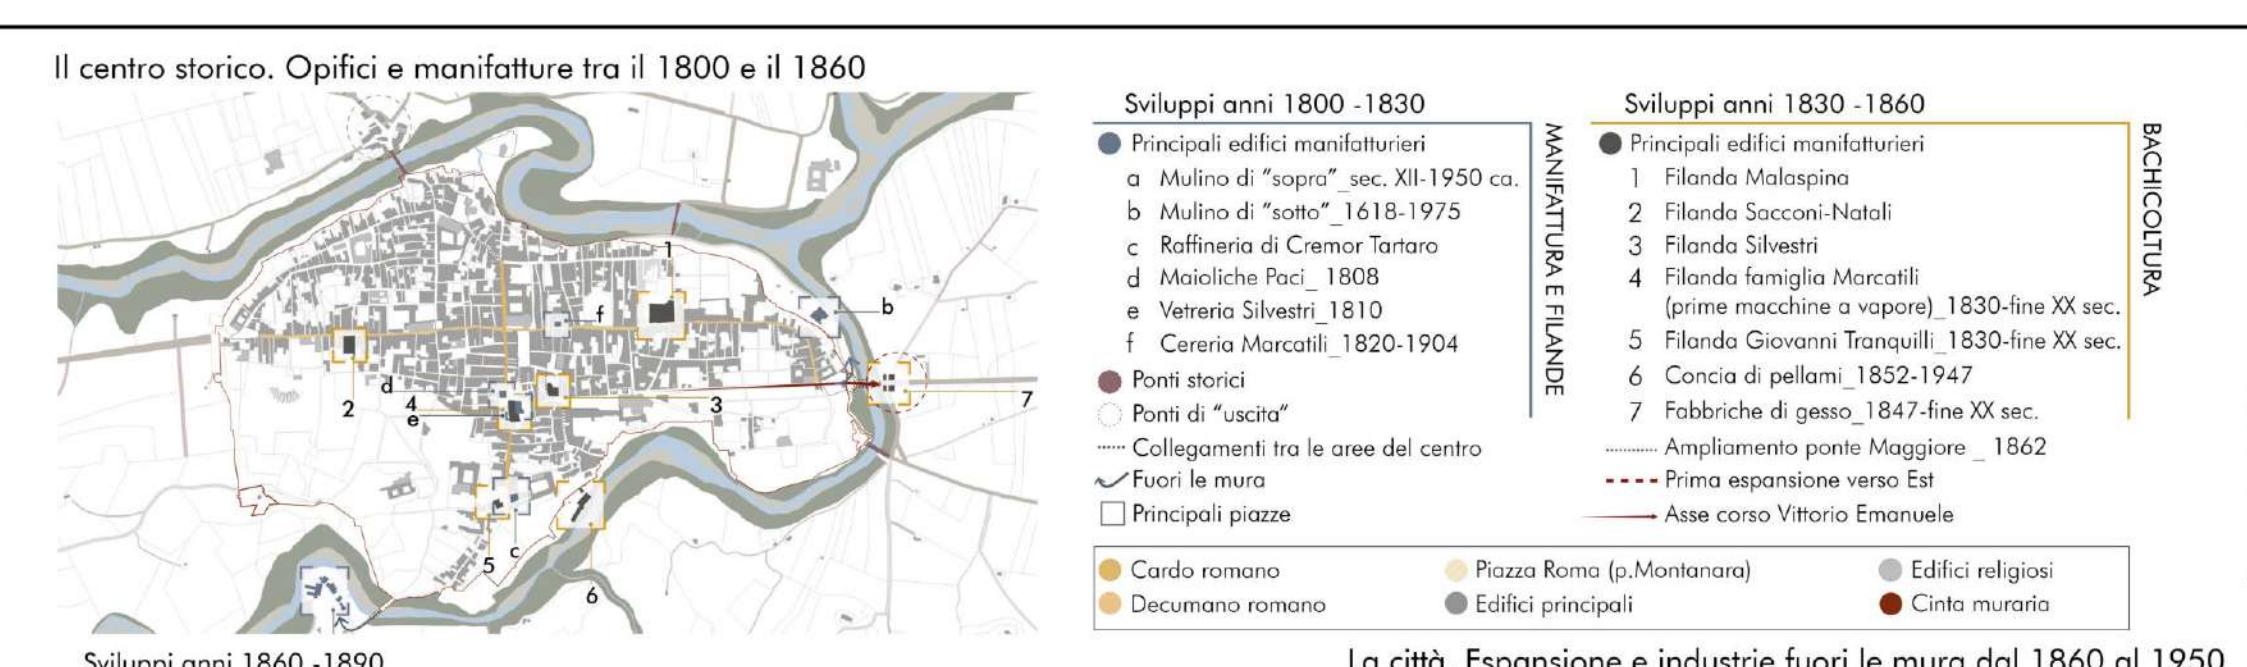 Il centro storico. Opifici e manifatture tra il 1800 e il 1860
1
b
f
7
d
2
4
e
3
c
5
6
Sviluppi anni 1800 -1830
Principali edifici manifatturieri
a Mulino di "sopra"_sec. XII-1950 ca.
b Mulino di "sotto"_1618-1975
c Raffineria di Cremor Tartaro
d Maioliche Paci_ 1808
e Vetreria Silvestri_1810
f Cereria Marcatili_1820-1904
Ponti storici
Ponti di "uscita"
Collegamenti tra le aree del centro
Fuori le mura
Principali piazze
MANIFATTURA E FILANDE
Sviluppi anni 1830 -1860
Principali edifici manifatturieri
1 Filanda Malaspina
2 Filanda Sacconi-Natali
3 Filanda Silvestri
4 Filanda famiglia Marcatili
(prime macchine a vapore)_1830-fine XX sec.
5 Filanda Giovanni Tranquilli_1830-fine XX sec.
6 Concia di pellami_1852-1947
7 Fabbriche di gesso_1847-fine XX sec.
Ampliamento ponte Maggiore _ 1862
Prima espansione verso Est
Asse corso Vittorio Emanuele
BACHICOLTURA
Cardo romano
Decumano romano
Piazza Roma (p.Montanara)
Edifici principali
Edifici religiosi
Cinta muraria
Sviluppi anni 1860 -1890
La città. Espansione e industrie fuori le mura dal 1860 al 1950